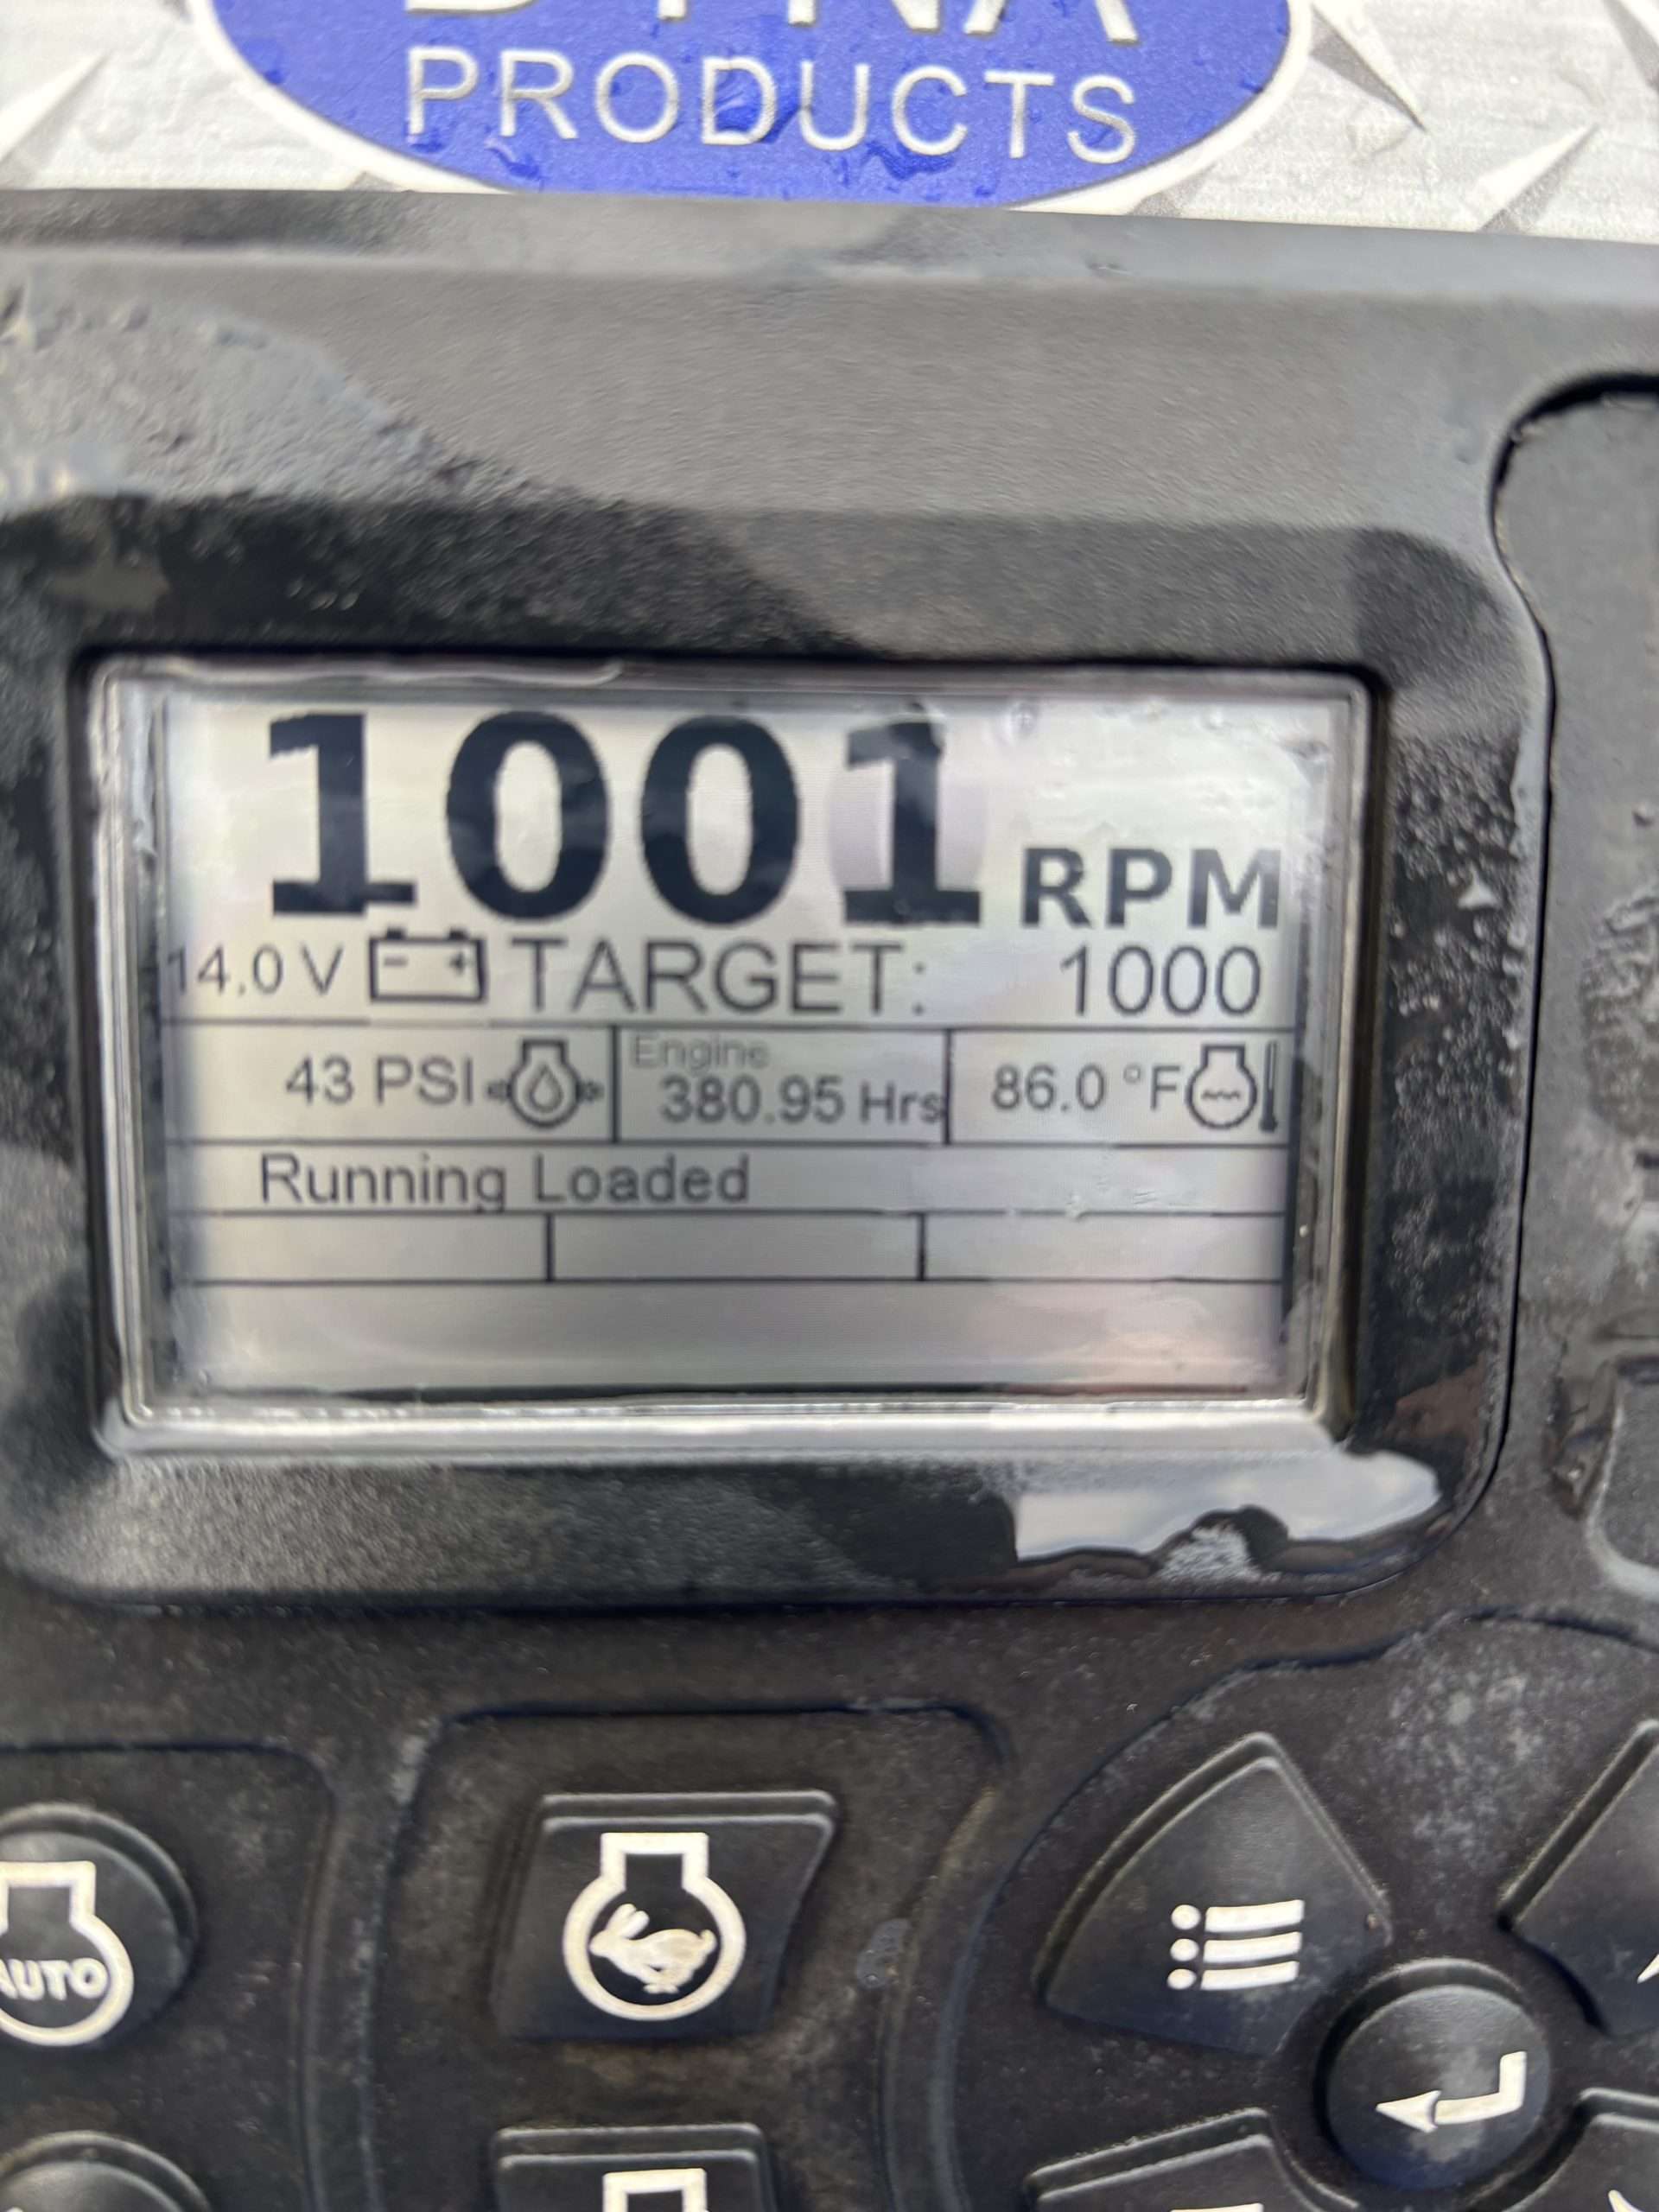 PRODUCTS
1001 RPM
14.0 V TARGET: 1000
43 PSI Engine 380.95 Hrs 86.0 °F
Running Loaded
AUTO